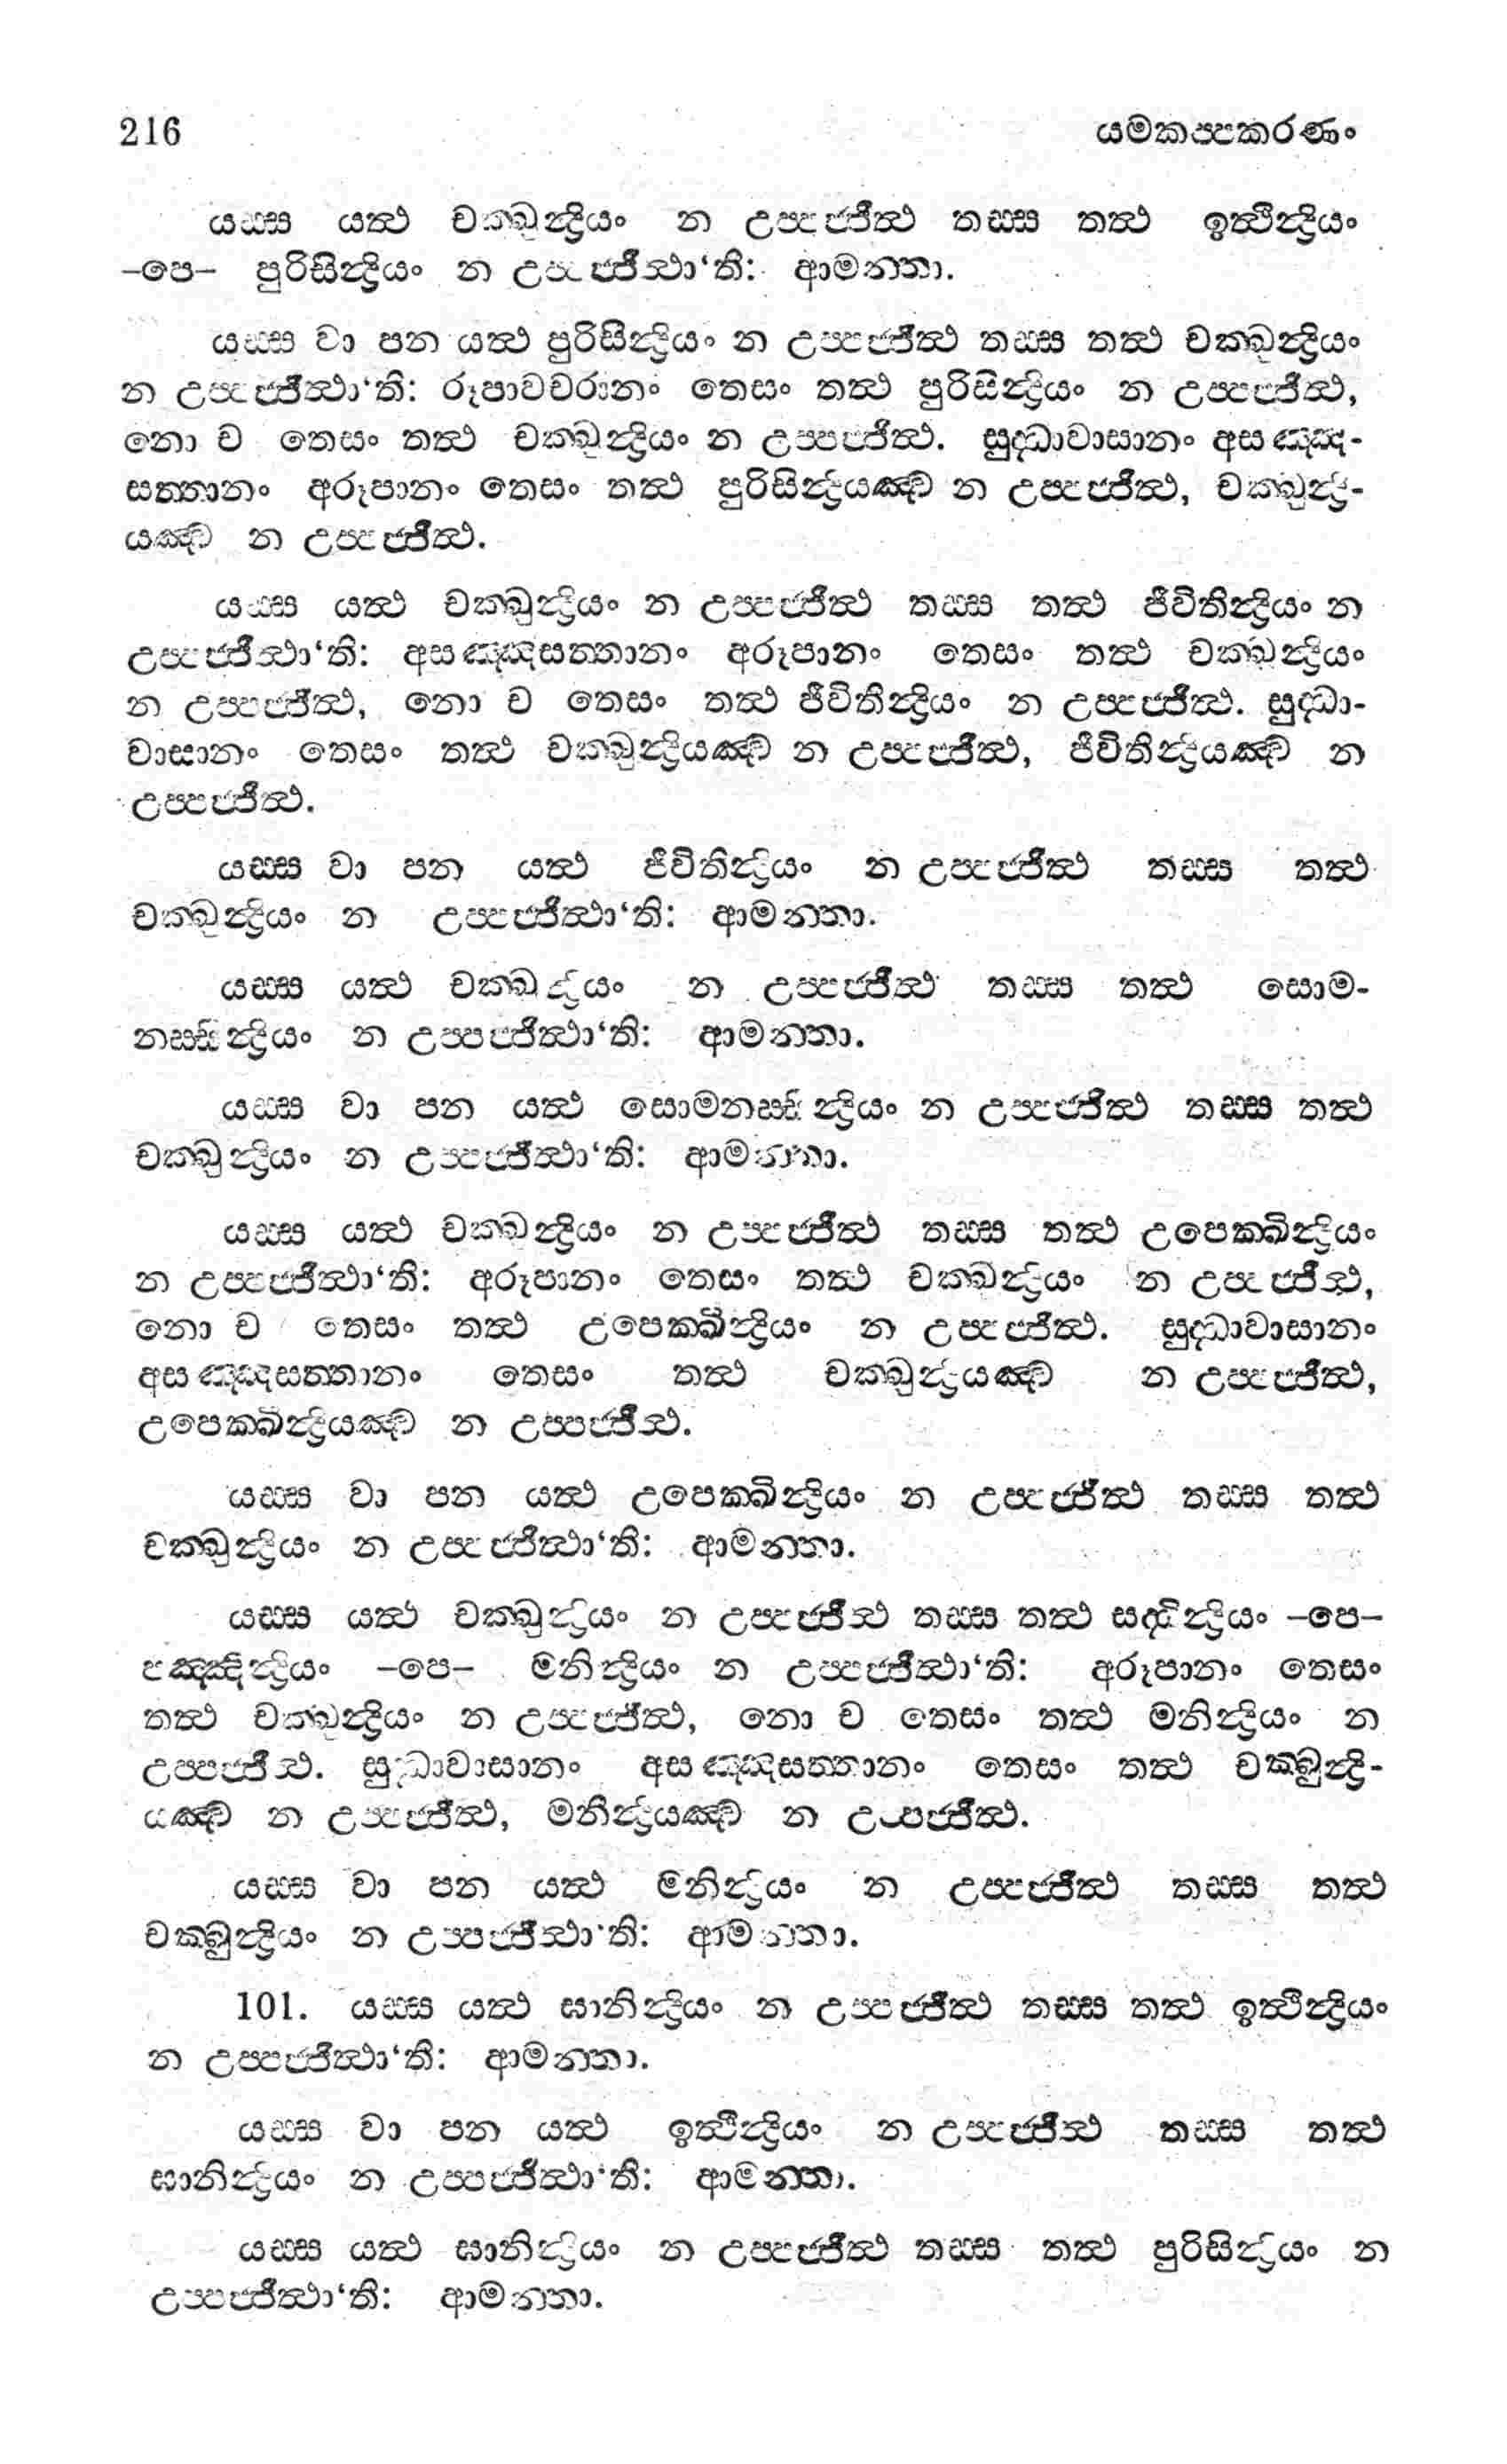 216 යමකප්පකරණං
යස්ස යත්ථ චක්ඛුන්ද්‍රියං න උප්පජ්ජිත්ථ තස්ස තත්ථ ඉත්ථින්ද්‍රියං
–පෙ– පුරිසින්ද්‍රියං න උප්පජ්ජිත්ථා‘ති: ආමන්තා.
යස්ස වා පන යත්ථ පුරිසින්ද්‍රියං න උප්පජ්ජිත්ථ තස්ස තත්ථ චක්ඛුන්ද්‍රියං
න උප්පජ්ජිත්ථා‘ති: රූපාවචරානං තෙසං තත්ථ පුරිසින්ද්‍රියං න උප්පජ්ජිත්ථ,
නො ච තෙසං තත්ථ චක්ඛුන්ද්‍රියං න උප්පජ්ජිත්ථ. සුද්ධාවාසානං අසඤ්ඤ-
සත්තානං අරූපානං තෙසං තත්ථ පුරිසින්ද්‍රියඤ්ච න උප්පජ්ජිත්ථ, චක්ඛුන්ද්‍රි-
යඤ්ච න උප්පජ්ජිත්ථ.
යස්ස යත්ථ චක්ඛුන්ද්‍රියං න උප්පජ්ජිත්ථ තස්ස තත්ථ ජීවිතින්ද්‍රියං න
උප්පජ්ජිත්ථා‘ති: අසඤ්ඤසත්තානං අරූපානං තෙසං තත්ථ චක්ඛුන්ද්‍රියං
න උප්පජ්ජිත්ථ, නො ච තෙසං තත්ථ ජීවිතින්ද්‍රියං න උප්පජ්ජිත්ථ. සුද්ධා-
වාසානං තෙසං තත්ථ චක්ඛුන්ද්‍රියඤ්ච න උප්පජ්ජිත්ථ, ජීවිතින්ද්‍රියඤ්ච න
උප්පජ්ජිත්ථ.
යස්ස වා පන යත්ථ ජීවිතින්ද්‍රියං න උප්පජ්ජිත්ථ තස්ස තත්ථ
චක්ඛුන්ද්‍රියං න උප්පජ්ජිත්ථා‘ති: ආමන්තා.
යස්ස යත්ථ චක්ඛුන්ද්‍රියං න උප්පජ්ජිත්ථ තස්ස තත්ථ සොම-
නස්සින්ද්‍රියං න උප්පජ්ජිත්ථා‘ති: ආමන්තා.
යස්ස වා පන යත්ථ සොමනස්සින්ද්‍රියං න උප්පජ්ජිත්ථ තස්ස තත්ථ
චක්ඛුන්ද්‍රියං න උප්පජ්ජිත්ථා‘ති: ආමන්තා.
යස්ස යත්ථ චක්ඛුන්ද්‍රියං න උප්පජ්ජිත්ථ තස්ස තත්ථ උපෙක්ඛින්ද්‍රියං
න උප්පජ්ජිත්ථා‘ති: අරූපානං තෙසං තත්ථ චක්ඛුන්ද්‍රියං න උප්පජ්ජිත්ථ,
නො ච තෙසං තත්ථ උපෙක්ඛින්ද්‍රියං න උප්පජ්ජිත්ථ. සුද්ධාවාසානං
අසඤ්ඤසත්තානං තෙසං තත්ථ චක්ඛුන්ද්‍රියඤ්ච න උප්පජ්ජිත්ථ,
උපෙක්ඛින්ද්‍රියඤ්ච න උප්පජ්ජිත්ථ.
යස්ස වා පන යත්ථ උපෙක්ඛින්ද්‍රියං න උප්පජ්ජිත්ථ තස්ස තත්ථ
චක්ඛුන්ද්‍රියං න උප්පජ්ජිත්ථා‘ති: ආමන්තා.
යස්ස යත්ථ චක්ඛුන්ද්‍රියං න උප්පජ්ජිත්ථ තස්ස තත්ථ සද්ධින්ද්‍රියං –පෙ–
පඤ්ඤින්ද්‍රියං –පෙ– මනින්ද්‍රියං න උප්පජ්ජිත්ථා‘ති: අරූපානං තෙසං
තත්ථ චක්ඛුන්ද්‍රියං න උප්පජ්ජිත්ථ, නො ච තෙසං තත්ථ මනින්ද්‍රියං න
උප්පජ්ජිත්ථ. සුද්ධාවාසානං අසඤ්ඤසත්තානං තෙසං තත්ථ චක්ඛුන්ද්‍රි-
යඤ්ච න උප්පජ්ජිත්ථ, මනින්ද්‍රියඤ්ච න උප්පජ්ජිත්ථ.
යස්ස වා පන යත්ථ මනින්ද්‍රියං න උප්පජ්ජිත්ථ තස්ස තත්ථ
චක්ඛුන්ද්‍රියං න උප්පජ්ජිත්ථා‘ති: ආමන්තා.
101. යස්ස යත්ථ ඝානින්ද්‍රියං න උප්පජ්ජිත්ථ තස්ස තත්ථ ඉත්ථින්ද්‍රියං
න උප්පජ්ජිත්ථා‘ති: ආමන්තා.
යස්ස වා පන යත්ථ ඉත්ථින්ද්‍රියං න උප්පජ්ජිත්ථ තස්ස තත්ථ
ඝානින්ද්‍රියං න උප්පජ්ජිත්ථා‘ති: ආමන්තා.
යස්ස යත්ථ ඝානින්ද්‍රියං න උප්පජ්ජිත්ථ තස්ස තත්ථ පුරිසින්ද්‍රියං න
උප්පජ්ජිත්ථා‘ති: ආමන්තා.